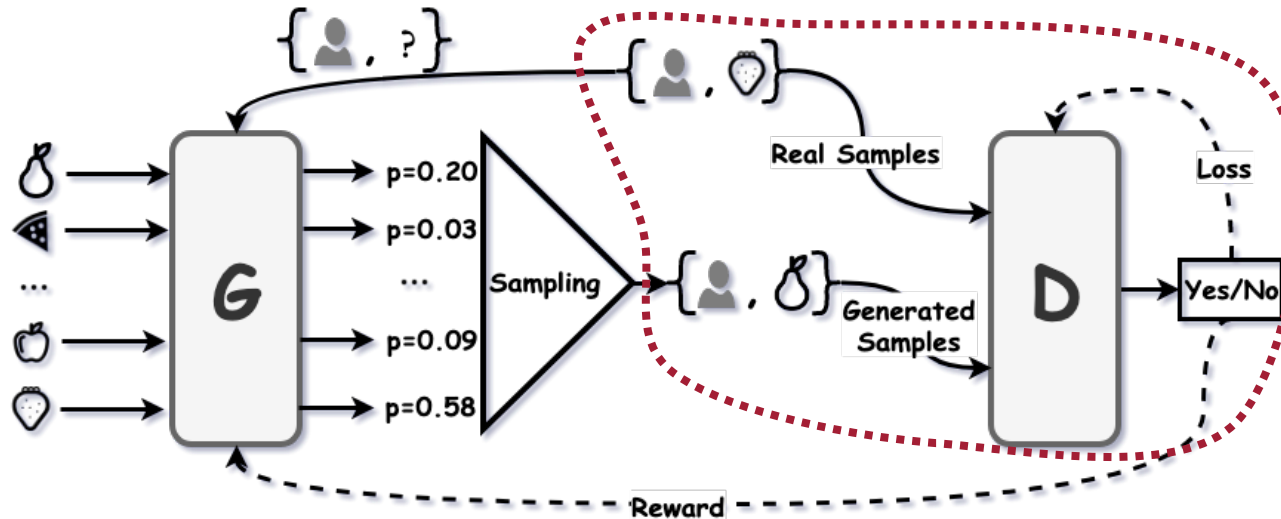 { , ? }
{ , }
Real Samples
Loss
p=0.20
p=0.03
...
...
G
Sampling
{ , }
D
Yes/No
Generated
Samples
p=0.09
p=0.58
Reward